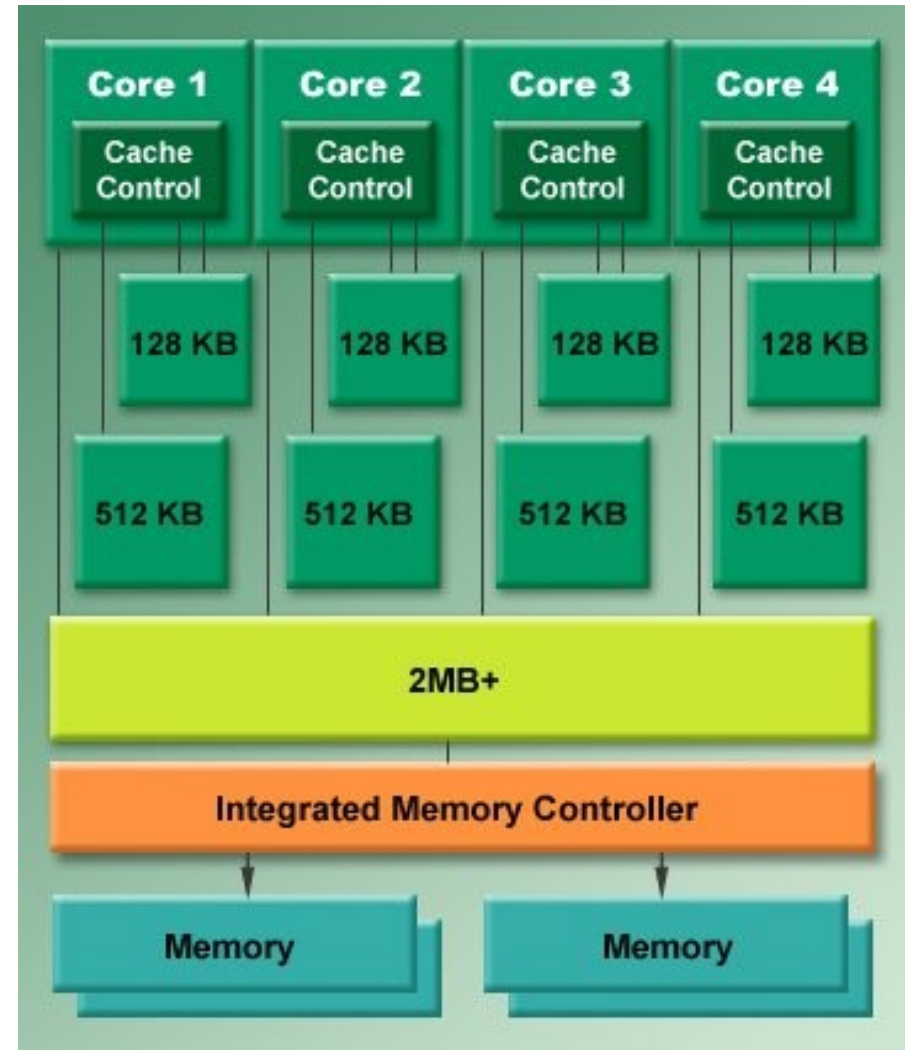 Core 1 Core 2 Core 3 Core 4
Cache Cache Cache Cache
Control Control Control Control
128 KB 128 KB 128 KB 128 KB
512 KB 512 KB 512 KB 512 KB
2MB+
Integrated Memory Controller
Memory Memory